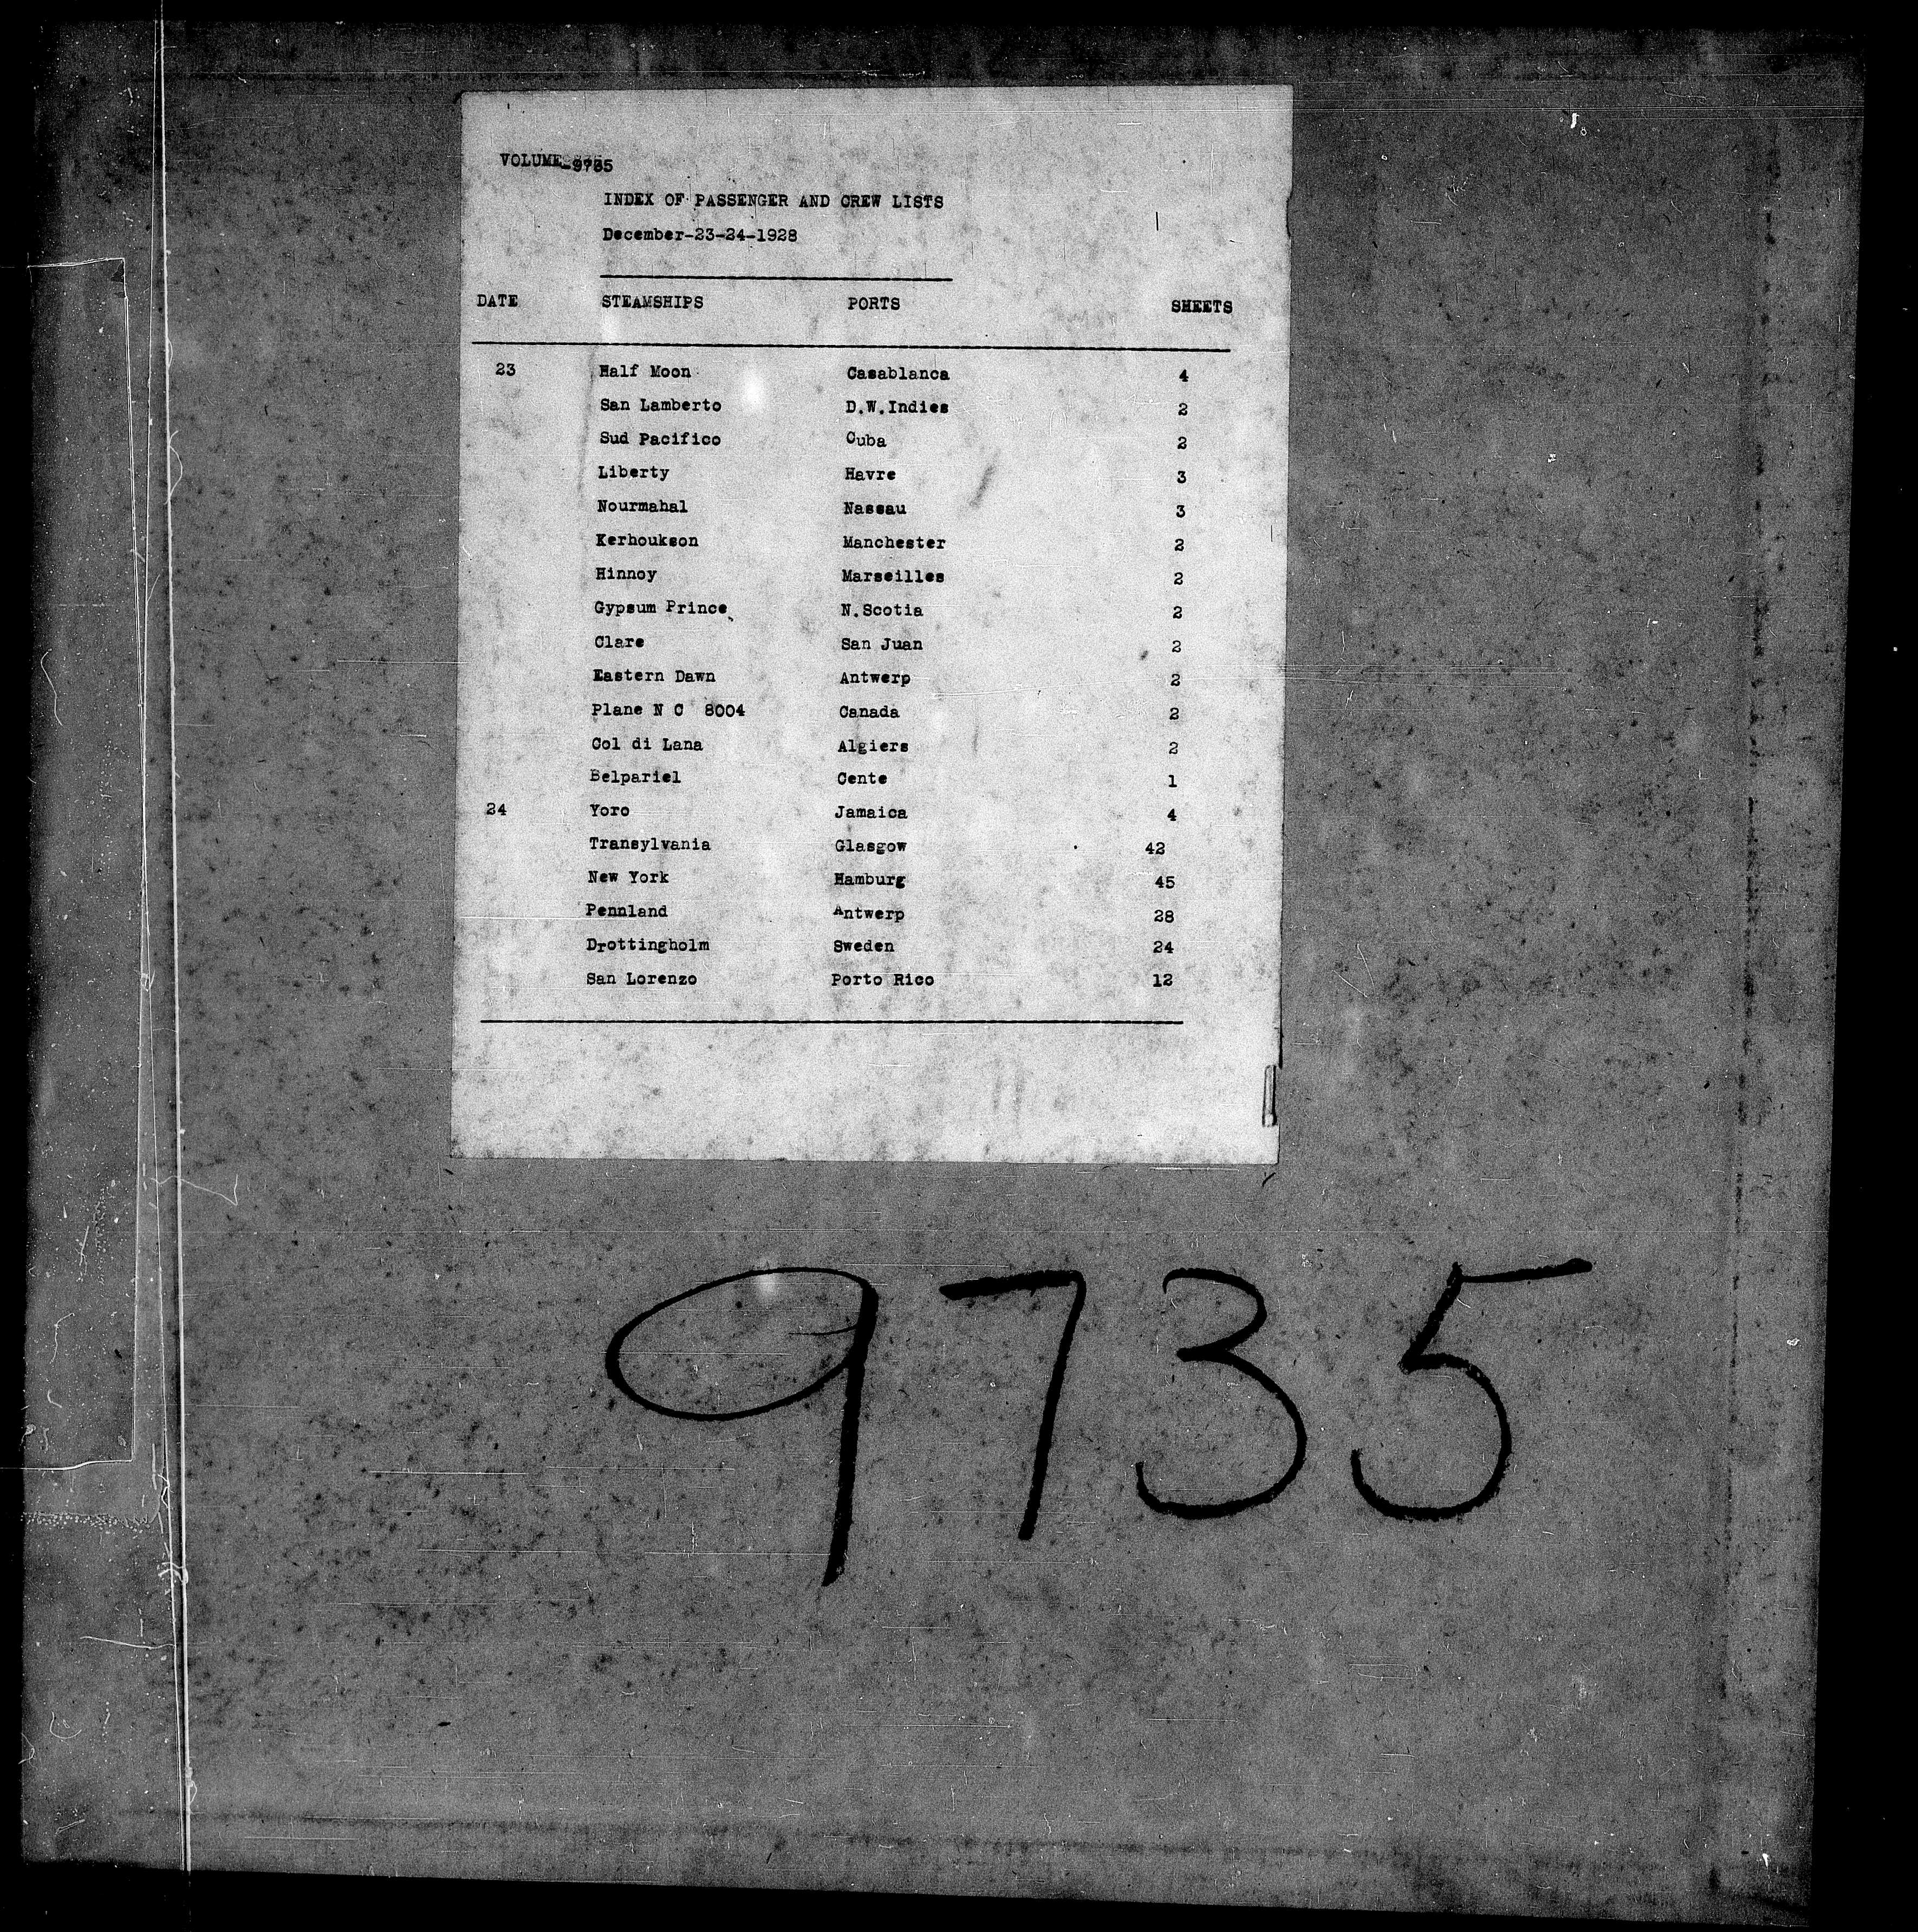 VOLUME-9735
INDEX OF PASSENGER AND CREW LISTS
December-23-24-1928
DATE STEAMSHIPS PORTS SHEETS
23 Half Moon Casablanca 4
San Lamberto D.W.Indies 2
Sud Pacifico Cuba 2
Liberty Havre 3
Nourmahal Nassau 3
Kerhoukson Manchester 2
Hinnoy Marseilles 2
Gypsum Prince N.Scotia 2
Clare San Juan 2
Eastern Dawn Antwerp 2
Plane N C 8004 Canada 2
Col di Lana Algiers 2
Belpariel Cente 1
24 Yoro Jamaica 4
Transylvania Glasgow 42
New York Hamburg 45
Pennland Antwerp 28
Drottingholm Sweden 24
San Lorenzo Porto Rico 12
9735